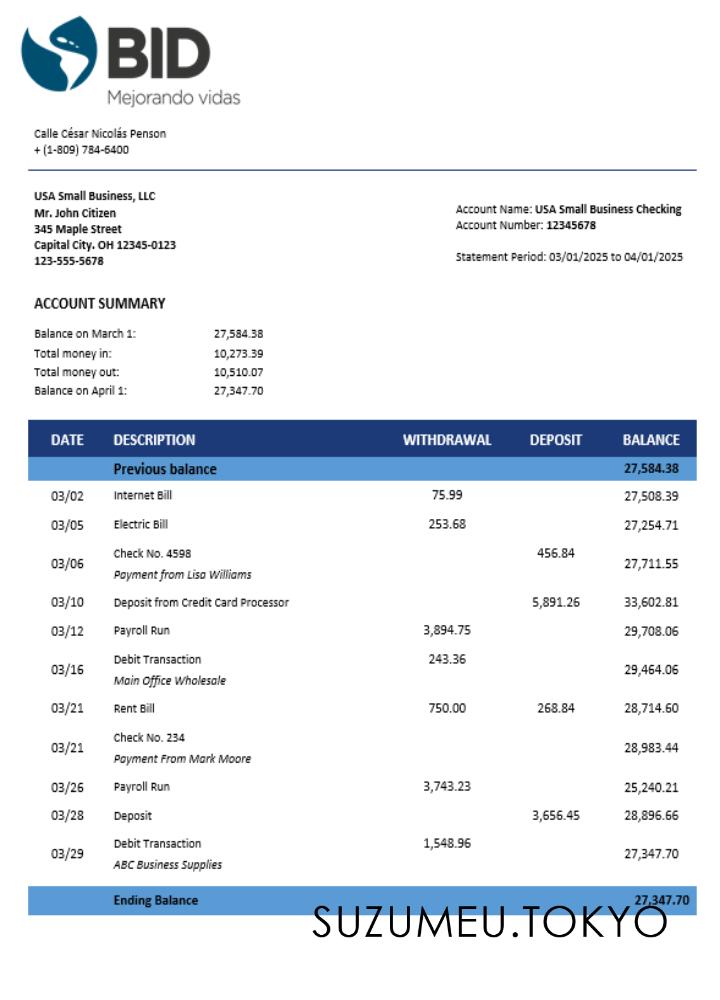 BID
Mejorando vidas
Calle César Nicolás Penson
+ (1-809) 784-6400
USA Small Business, LLC
Mr. John Citizen
345 Maple Street
Capital City. OH 12345-0123
123-555-5678
Account Name: USA Small Business Checking
Account Number: 12345678
Statement Period: 03/01/2025 to 04/01/2025
ACCOUNT SUMMARY
Balance on March 1: 27,584.38
Total money in: 10,273.39
Total money out: 10,510.07
Balance on April 1: 27,347.70
DATE DESCRIPTION WITHDRAWAL DEPOSIT BALANCE
Previous balance 27,584.38
03/02 Internet Bill 75.99 27,508.39
03/05 Electric Bill 253.68 27,254.71
03/06 Check No. 4598 456.84 27,711.55
Payment from Lisa Williams
03/10 Deposit from Credit Card Processor 5,891.26 33,602.81
03/12 Payroll Run 3,894.75 29,708.06
03/16 Debit Transaction 243.36 29,464.06
Main Office Wholesale
03/21 Rent Bill 750.00 268.84 28,714.60
03/21 Check No. 234 28,983.44
Payment From Mark Moore
03/26 Payroll Run 3,743.23 25,240.21
03/28 Deposit 3,656.45 28,896.66
03/29 Debit Transaction 1,548.96 27,347.70
ABC Business Supplies
Ending Balance 27,347.70
SUZUMEU.TOKYO